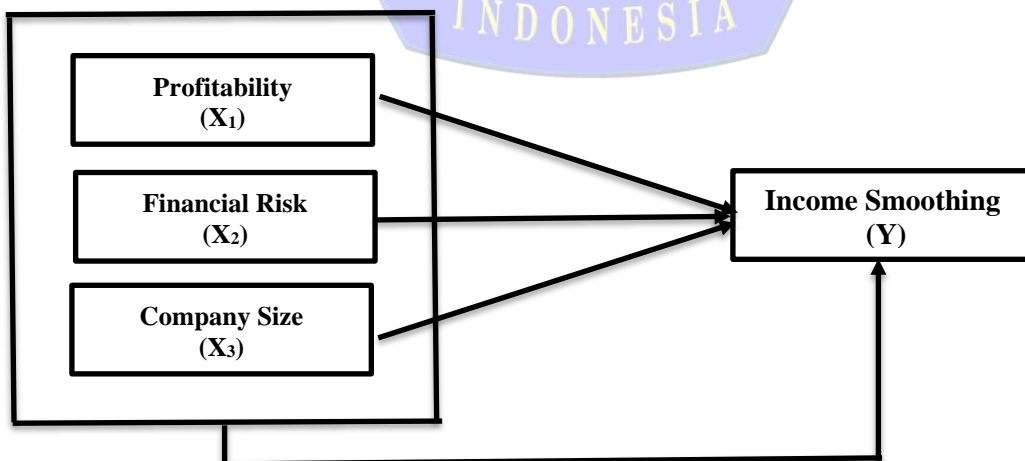 INDONESIA
Profitability
(X₁)
Financial Risk
(X₂)
Income Smoothing
(Y)
Company Size
(X₃)